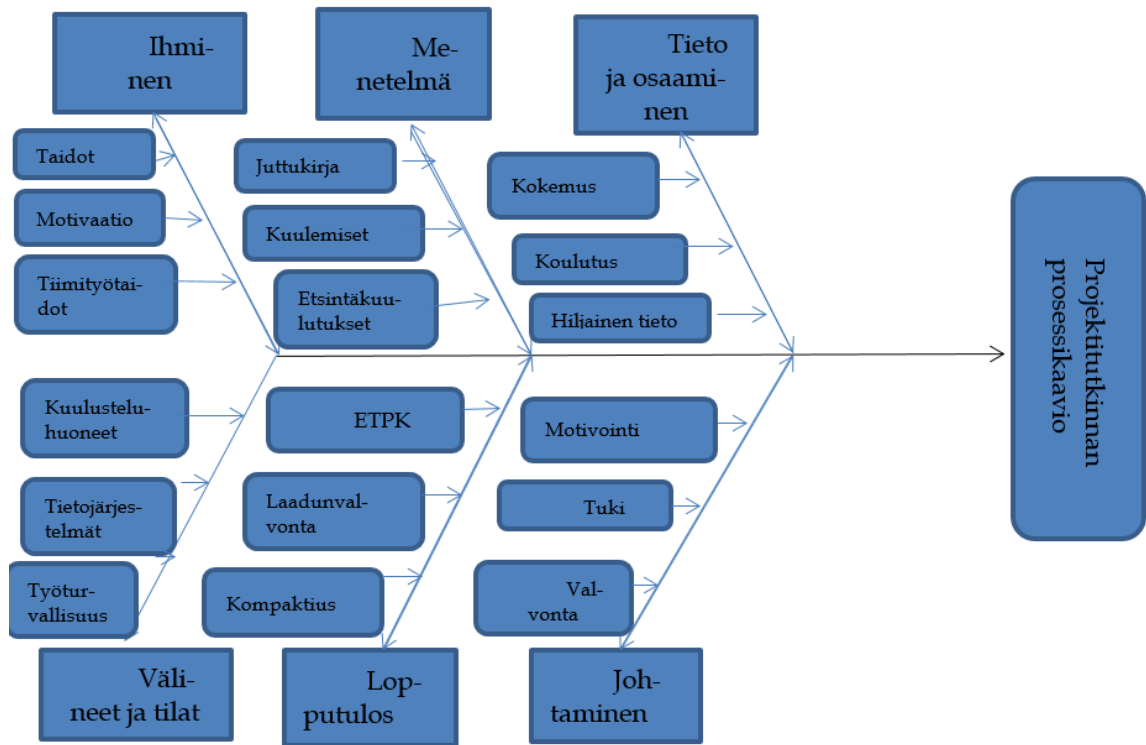 Ihmi-
nen
Me-
netelmä
Tieto
ja osaami-
nen
Taidot
Motivaatio
Tiimityötai-
dot
Juttukirja
Kuulemiset
Etsintäkuu-
lutukset
Kokemus
Koulutus
Hiljainen tieto
Projektitutkinnan
prosessikaavio
Kuulustelu-
huoneet
Tietojärjes-
telmät
Työtur-
vallisuus
ETPK
Laadunval-
vonta
Kompaktius
Motivointi
Tuki
Val-
vonta
Väli-
neet ja tilat
Lop-
putulos
Joh-
taminen